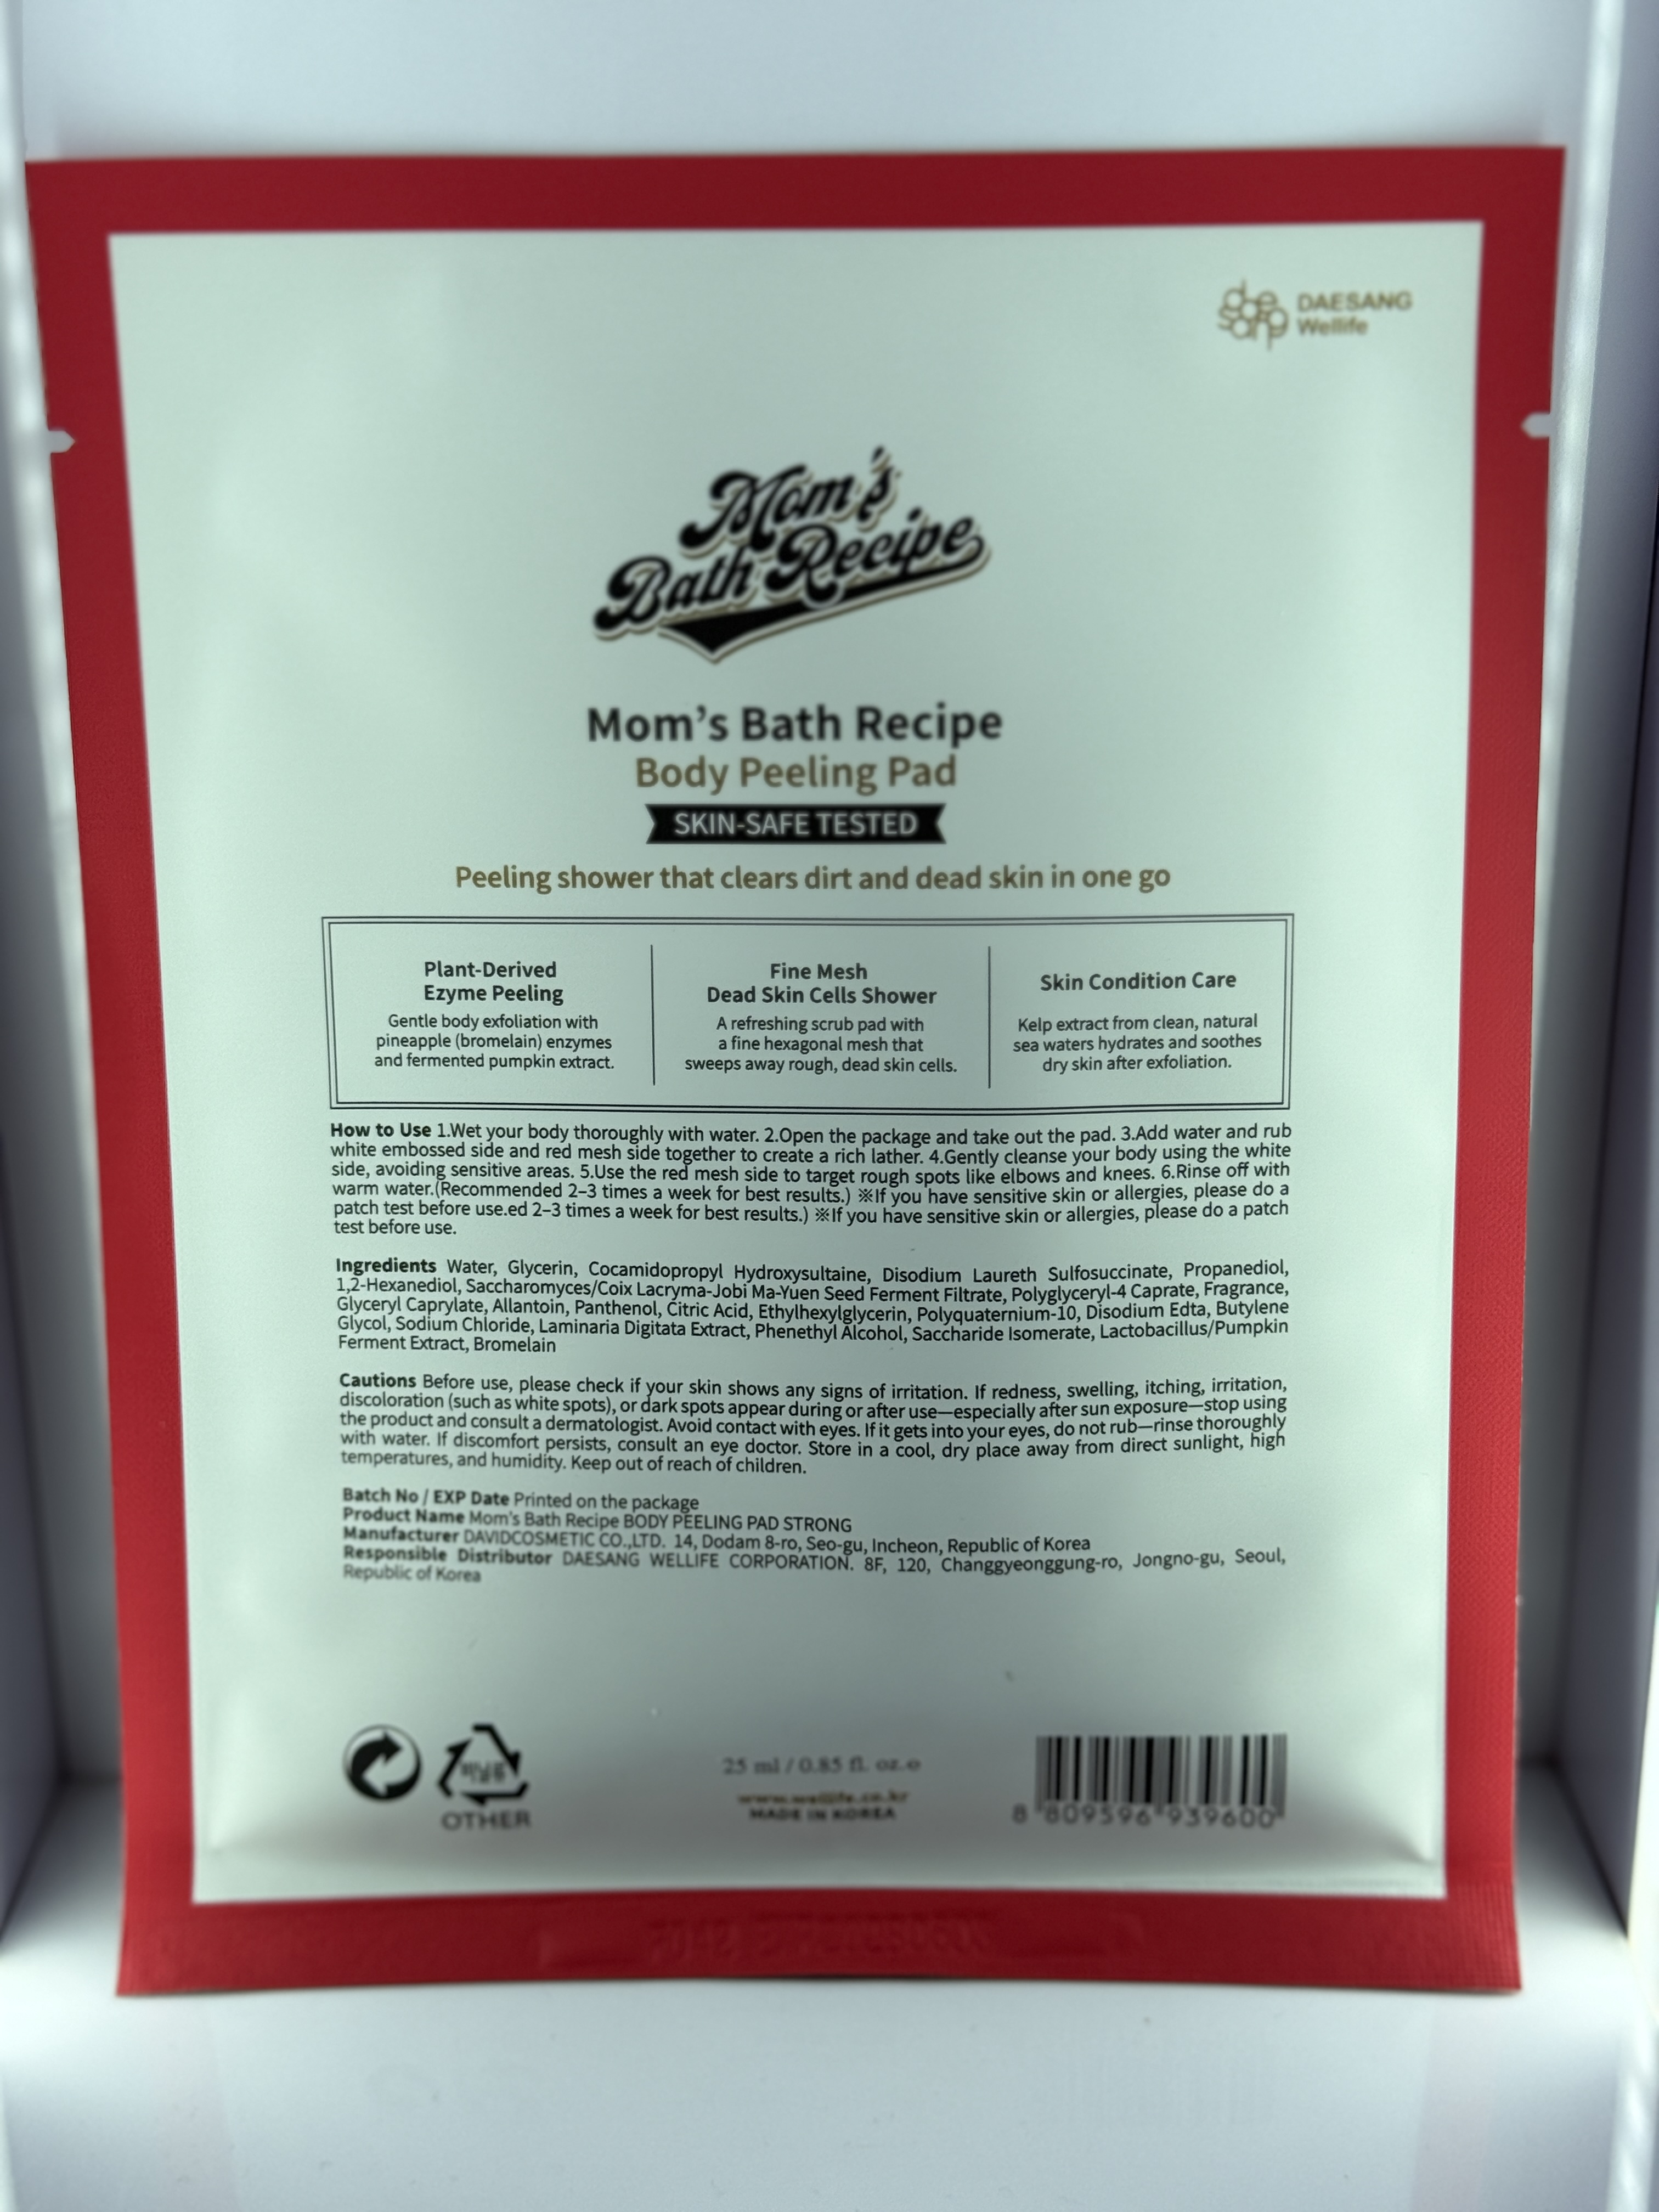 DAESANG
Wellife
Mom's
Bath Recipe
Mom's Bath Recipe
Body Peeling Pad
SKIN-SAFE TESTED
Peeling shower that clears dirt and dead skin in one go
Plant-Derived
Ezyme Peeling
Gentle body exfoliation with
pineapple (bromelain) enzymes
and fermented pumpkin extract.
Fine Mesh
Dead Skin Cells Shower
A refreshing scrub pad with
a fine hexagonal mesh that
sweeps away rough, dead skin cells.
Skin Condition Care
Kelp extract from clean, natural
sea waters hydrates and soothes
dry skin after exfoliation.
How to Use 1.Wet your body thoroughly with water. 2.Open the package and take out the pad. 3.Add water and rub
white embossed side and red mesh side together to create a rich lather. 4.Gently cleanse your body using the white
side, avoiding sensitive areas. 5.Use the red mesh side to target rough spots like elbows and knees. 6.Rinse off with
warm water.(Recommended 2–3 times a week for best results.) ※If you have sensitive skin or allergies, please do a
patch test before use.ed 2–3 times a week for best results.) ※If you have sensitive skin or allergies, please do a patch
test before use.
Ingredients Water, Glycerin, Cocamidopropyl Hydroxysultaine, Disodium Laureth Sulfosuccinate, Propanediol,
1,2-Hexanediol, Saccharomyces/Coix Lacryma-Jobi Ma-Yuen Seed Ferment Filtrate, Polyglyceryl-4 Caprate, Fragrance,
Glyceryl Caprylate, Allantoin, Panthenol, Citric Acid, Ethylhexylglycerin, Polyquaternium-10, Disodium Edta, Butylene
Glycol, Sodium Chloride, Laminaria Digitata Extract, Phenethyl Alcohol, Saccharide Isomerate, Lactobacillus/Pumpkin
Ferment Extract, Bromelain
Cautions Before use, please check if your skin shows any signs of irritation. If redness, swelling, itching, irritation,
discoloration (such as white spots), or dark spots appear during or after use—especially after sun exposure—stop using
the product and consult a dermatologist. Avoid contact with eyes. If it gets into your eyes, do not rub—rinse thoroughly
with water. If discomfort persists, consult an eye doctor. Store in a cool, dry place away from direct sunlight, high
temperatures, and humidity. Keep out of reach of children.
Batch No / EXP Date Printed on the package
Product Name Mom's Bath Recipe BODY PEELING PAD STRONG
Manufacturer DAVIDCOSMETIC CO.,LTD. 14, Dodam 8-ro, Seo-gu, Incheon, Republic of Korea
Responsible Distributor DAESANG WELLIFE CORPORATION. 8F, 120, Changgyeonggung-ro, Jongno-gu, Seoul,
Republic of Korea
비닐류
OTHER
25 ml / 0.85 fl. oz.e
www.wellife.co.kr
MADE IN KOREA
8 809596 939600